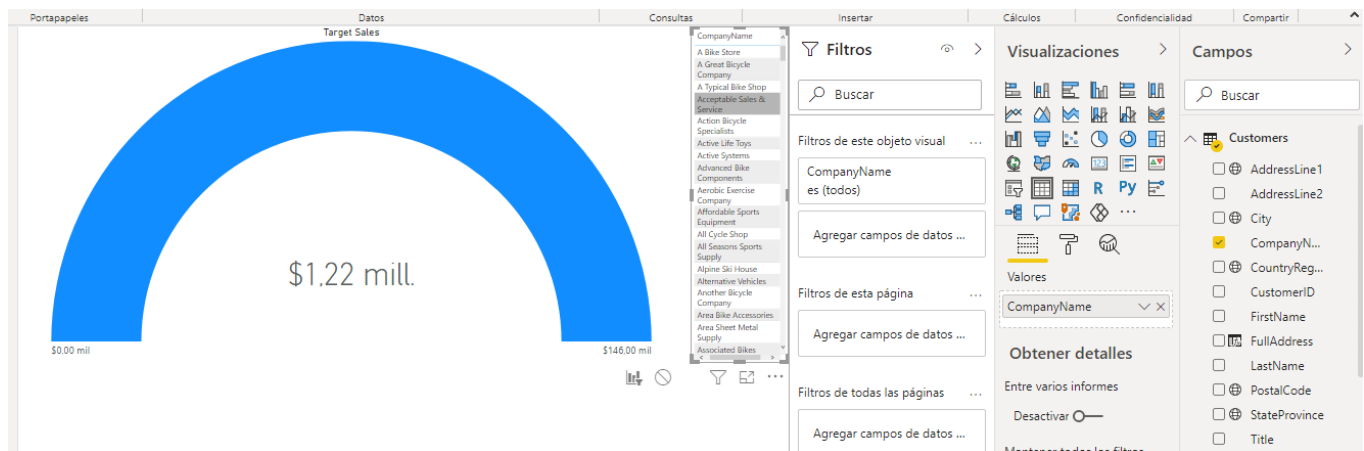 Portapapeles
Datos
Consultas
Insertar
Cálculos
Confidencialidad
Compartir
Target Sales
$1,22 mill.
$0,00 mil
$146,00 mil
CompanyName
A Bike Store
A Great Bicycle
Company
A Typical Bike Shop
Acceptable Sales &
Service
Action Bicycle
Specialists
Active Life Toys
Active Systems
Advanced Bike
Components
Aerobic Exercise
Company
Affordable Sports
Equipment
All Cycle Shop
All Seasons Sports
Supply
Alpine Ski House
Alternative Vehicles
Another Bicycle
Company
Area Bike Accessories
Area Sheet Metal
Supply
Associated Bikes
Filtros
Buscar
Filtros de este objeto visual
CompanyName
es (todos)
Agregar campos de datos ...
Filtros de esta página
Agregar campos de datos ...
Filtros de todas las páginas
Agregar campos de datos ...
Visualizaciones
123
R
Py
Valores
CompanyName
Obtener detalles
Entre varios informes
Desactivar
Mantener todos los filtros
Campos
Buscar
Customers
AddressLine1
AddressLine2
City
CompanyN...
CountryReg...
CustomerID
FirstName
FullAddress
LastName
PostalCode
StateProvince
Title